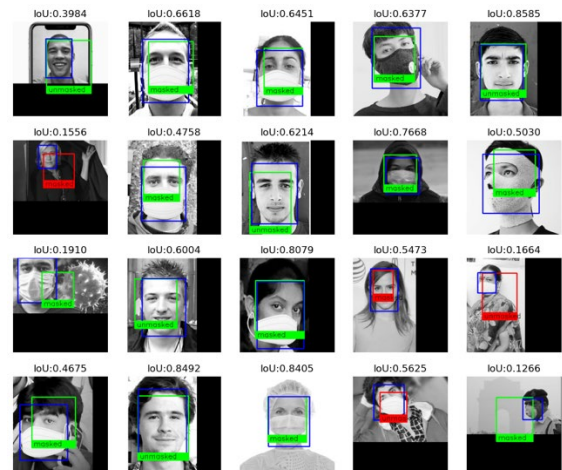 IoU:0.3984 IoU:0.6618 IoU:0.6451 IoU:0.6377 IoU:0.8585
unmasked masked masked masked unmasked
IoU:0.1556 IoU:0.4758 IoU:0.6214 IoU:0.7668 IoU:0.5030
masked masked unmasked masked masked
IoU:0.1910 IoU:0.6004 IoU:0.8079 IoU:0.5473 IoU:0.1664
masked unmasked masked unmasked
IoU:0.4675 IoU:0.8492 IoU:0.8405 IoU:0.5625 IoU:0.1266
masked unmasked masked masked